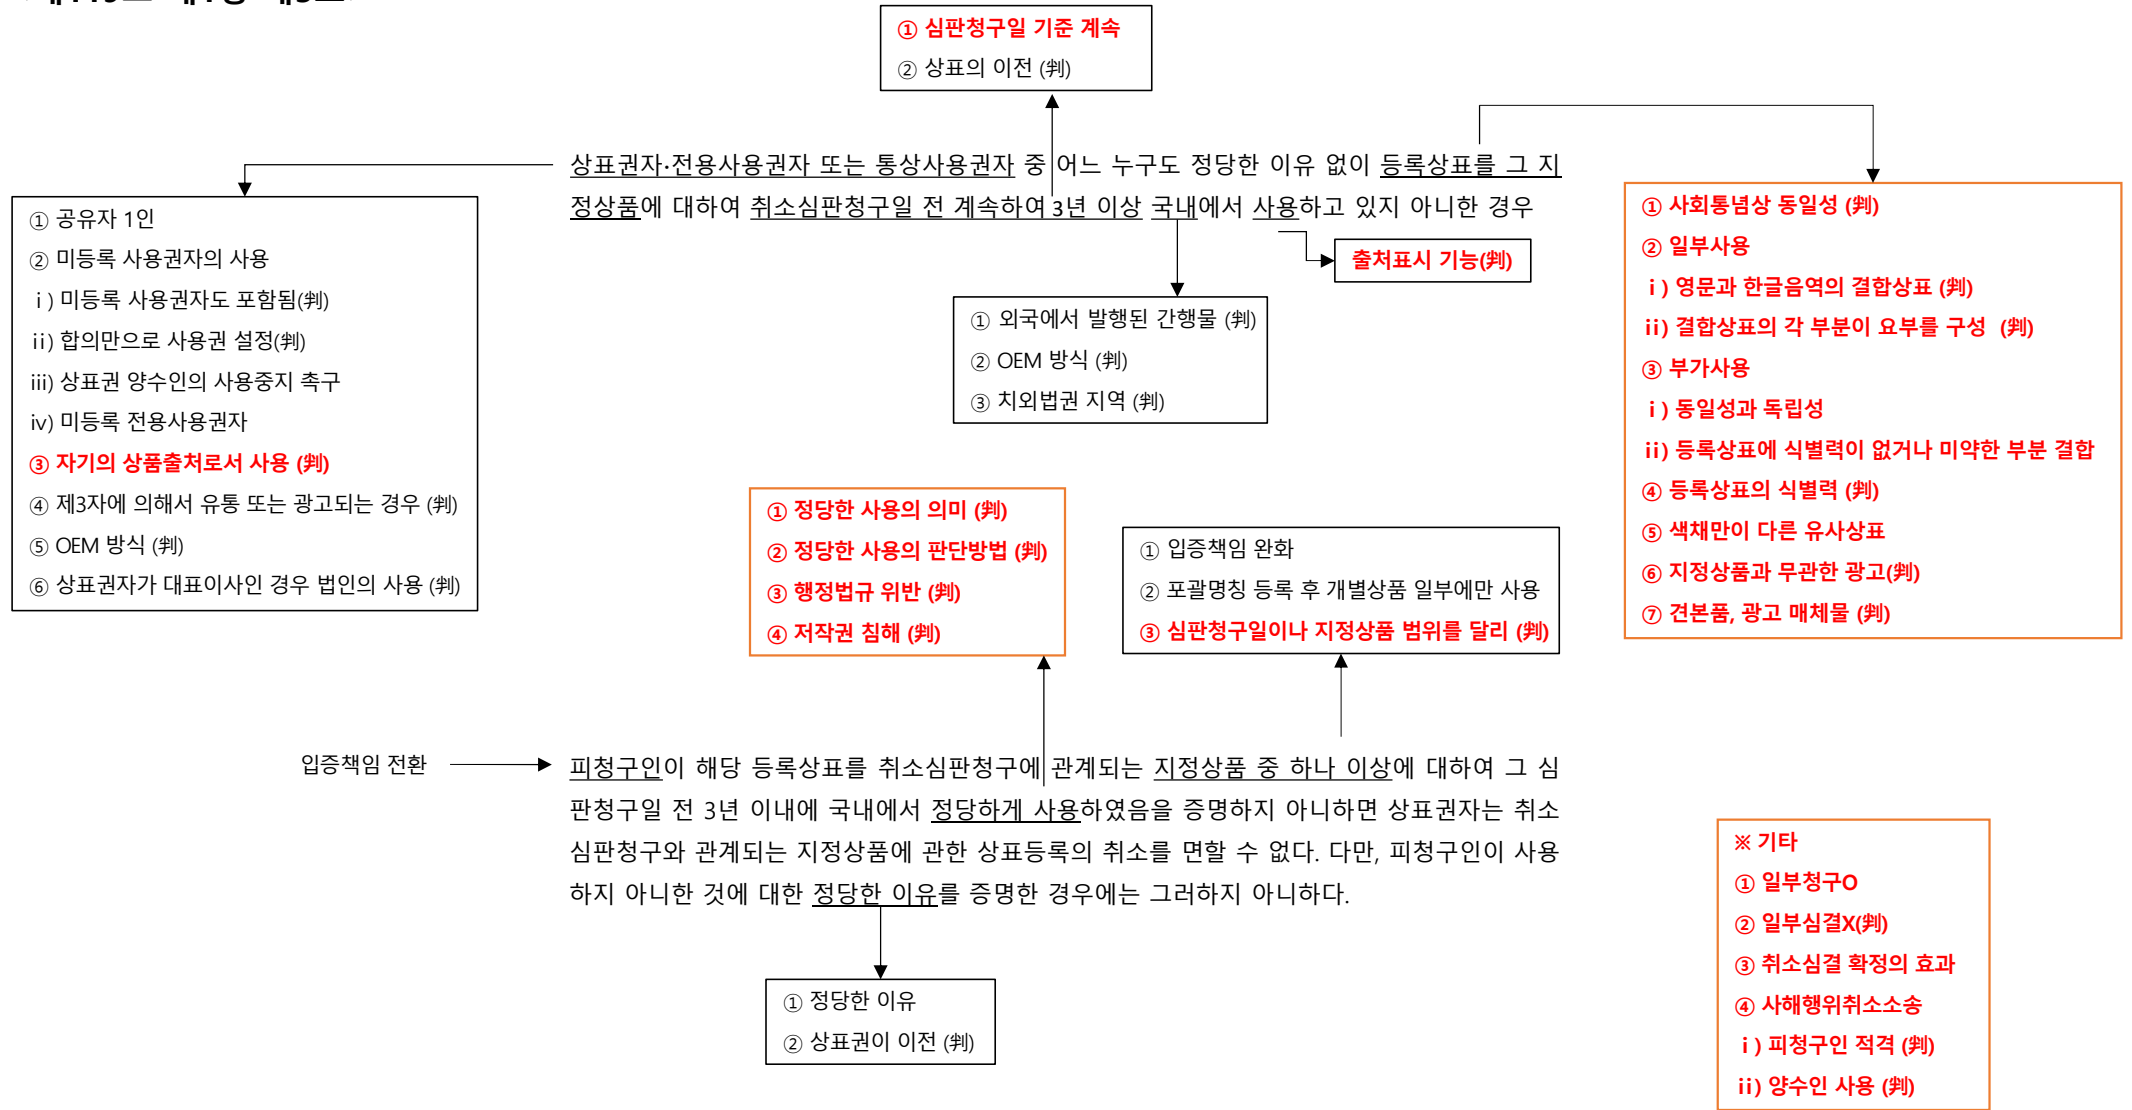 ① 심판청구일 기준 계속
② 상표의 이전 (判)
상표권자·전용사용권자 또는 통상사용권자 중 어느 누구도 정당한 이유 없이 등록상표를 그 지
정상품에 대하여 취소심판청구일 전 계속하여 3년 이상 국내에서 사용하고 있지 아니한 경우
① 공유자 1인
② 미등록 사용권자의 사용
ⅰ) 미등록 사용권자도 포함됨(判)
ⅱ) 합의만으로 사용권 설정(判)
ⅲ) 상표권 양수인의 사용중지 촉구
ⅳ) 미등록 전용사용권자
③ 자기의 상품출처로서 사용 (判)
④ 제3자에 의해서 유통 또는 광고되는 경우 (判)
⑤ OEM 방식 (判)
⑥ 상표권자가 대표이사인 경우 법인의 사용 (判)
출처표시 기능(判)
① 외국에서 발행된 간행물 (判)
② OEM 방식 (判)
③ 치외법권 지역 (判)
① 사회통념상 동일성 (判)
② 일부사용
ⅰ) 영문과 한글음역의 결합상표 (判)
ⅱ) 결합상표의 각 부분이 요부를 구성 (判)
③ 부가사용
ⅰ) 동일성과 독립성
ⅱ) 등록상표에 식별력이 없거나 미약한 부분 결합
④ 등록상표의 식별력 (判)
⑤ 색채만이 다른 유사상표
⑥ 지정상품과 무관한 광고(判)
⑦ 견본품, 광고 매체물 (判)
① 정당한 사용의 의미 (判)
② 정당한 사용의 판단방법 (判)
③ 행정법규 위반 (判)
④ 저작권 침해 (判)
① 입증책임 완화
② 포괄명칭 등록 후 개별상품 일부에만 사용
③ 심판청구일이나 지정상품 범위를 달리 (判)
입증책임 전환
피청구인이 해당 등록상표를 취소심판청구에 관계되는 지정상품 중 하나 이상에 대하여 그 심
판청구일 전 3년 이내에 국내에서 정당하게 사용하였음을 증명하지 아니하면 상표권자는 취소
심판청구와 관계되는 지정상품에 관한 상표등록의 취소를 면할 수 없다. 다만, 피청구인이 사용
하지 아니한 것에 대한 정당한 이유를 증명한 경우에는 그러하지 아니하다.
① 정당한 이유
② 상표권이 이전 (判)
※ 기타
① 일부청구O
② 일부심결X(判)
③ 취소심결 확정의 효과
④ 사해행위취소소송
ⅰ) 피청구인 적격 (判)
ⅱ) 양수인 사용 (判)